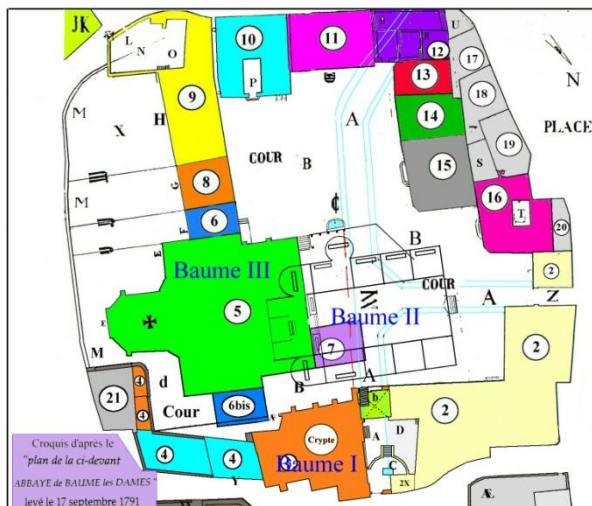 JK
L
N
O
10
11
12
U
17
P
13
N
M
9
H
18
X
14
A
PLACE
COUR
B
15
19
S
8
G
16
M
T
6
F
20
B
E
Baume III
2
COUR
A
Z
5
Baume II
E
7
2
M
d
B
A
21
4
4
Cour
6bis
b
2
A
D
Crypte
4
4
Baume I
C
Y
2X
Æ
Croquis d'après le
"plan de la ci-devant
ABBAYE de BAUME les DAMES "
levé le 17 septembre 1791